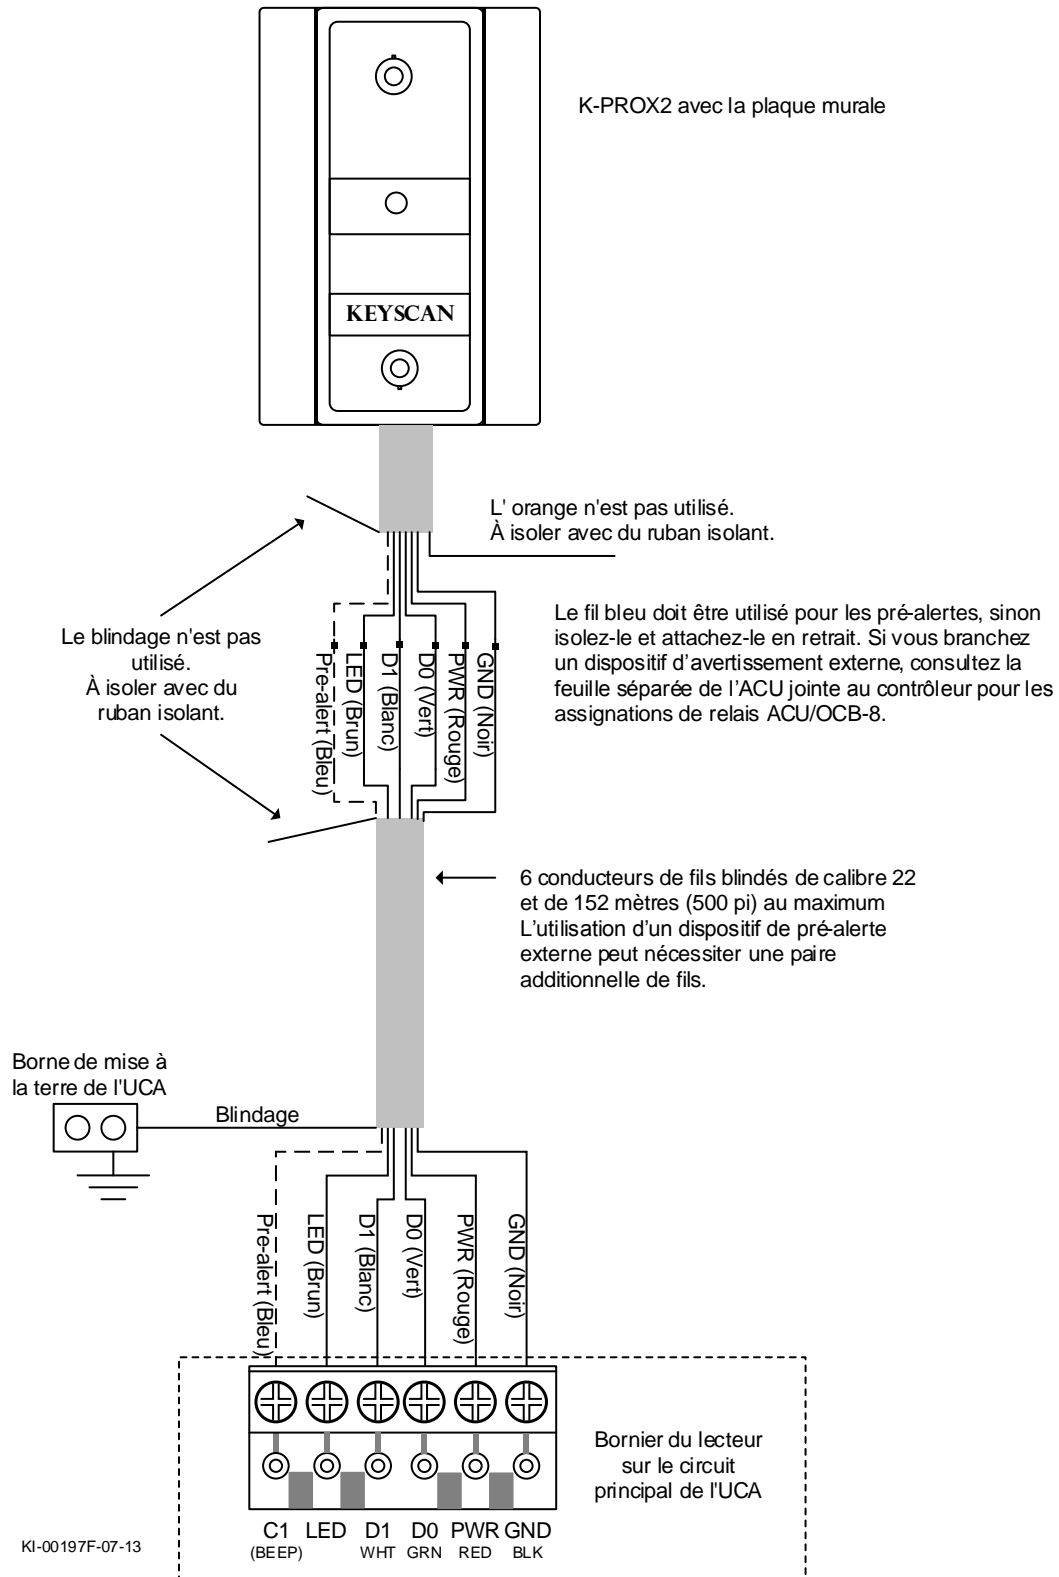 K-PROX2 avec la plaque murale
KEYSCAN
L' orange n'est pas utilisé.
À isoler avec du ruban isolant.
Le blindage n'est pas
utilisé.
À isoler avec du
ruban isolant.
Pre-alert (Bleu)
LED (Brun)
D1 (Blanc)
D0 (Vert)
PWR (Rouge)
GND (Noir)
Le fil bleu doit être utilisé pour les pré-alertes, sinon
isolez-le et attachez-le en retrait. Si vous branchez
un dispositif d’avertissement externe, consultez la
feuille séparée de l’ACU jointe au contrôleur pour les
assignations de relais ACU/OCB-8.
6 conducteurs de fils blindés de calibre 22
et de 152 mètres (500 pi) au maximum
L’utilisation d’un dispositif de pré-alerte
externe peut nécessiter une paire
additionnelle de fils.
Borne de mise à
la terre de l'UCA
Blindage
Pre-alert (Bleu)
LED (Brun)
D1 (Blanc)
D0 (Vert)
PWR (Rouge)
GND (Noir)
Bornier du lecteur
sur le circuit
principal de l'UCA
C1 LED D1 D0 PWR GND
(BEEP) WHT GRN RED BLK
KI-00197F-07-13